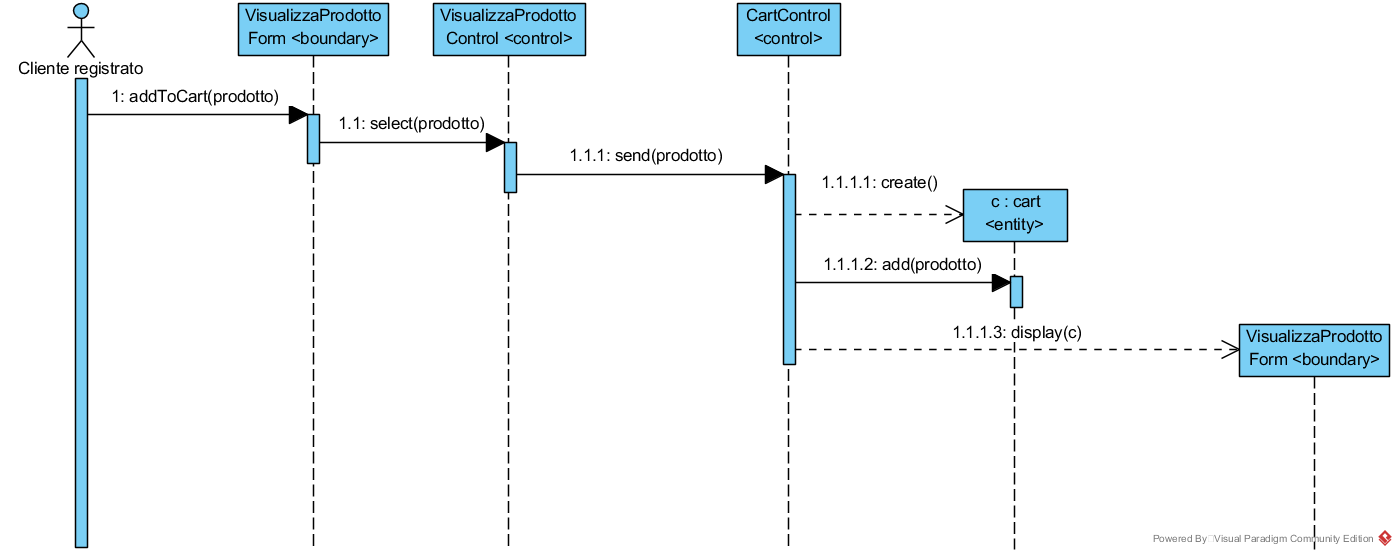 VisualizzaProdotto
Form <boundary>
VisualizzaProdotto
Control <control>
CartControl
<control>
Cliente registrato
1: addToCart(prodotto)
1.1: select(prodotto)
1.1.1: send(prodotto)
1.1.1.1: create()
c : cart
<entity>
1.1.1.2: add(prodotto)
1.1.1.3: display(c)
VisualizzaProdotto
Form <boundary>
Powered By Visual Paradigm Community Edition